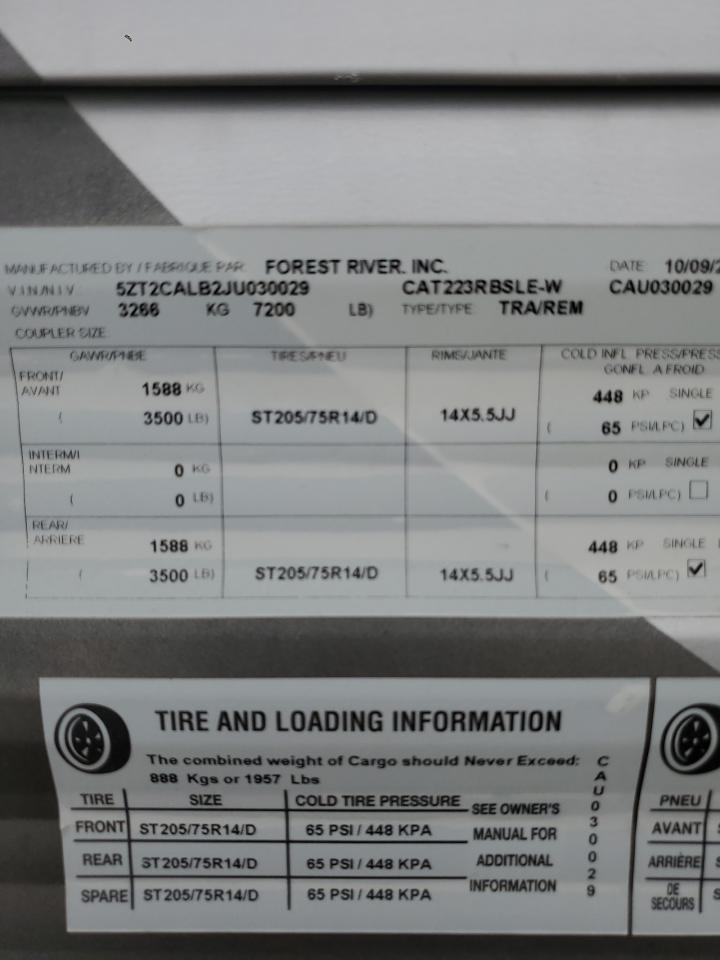 MANUFACTURED BY / FABRIQUE PAR: FOREST RIVER, INC. DATE: 10/09/2
V.I.N./N.I.V. 5ZT2CALB2JU030029 CAT223RBSLE-W CAU030029
GVWR/PNBV 3266 KG 7200 LB) TYPE/TYPE: TRA/REM
COUPLER SIZE:
GAWR/PNBE TIRES/PNEU RIMS/JANTE COLD INFL. PRESS/PRESS
GONFL. A FROID
FRONT/
AVANT 1588 KG 448 KP SINGLE
( 3500 LB) ST205/75R14/D 14X5.5JJ ( 65 PSI/LPC)
INTERM/I
NTERM 0 KG 0 KP SINGLE
( 0 LB) ( 0 PSI/LPC)
REAR/
ARRIERE 1588 KG 448 KP SINGLE
( 3500 LB) ST205/75R14/D 14X5.5JJ ( 65 PSI/LPC)
TIRE AND LOADING INFORMATION
The combined weight of Cargo should Never Exceed:
888 Kgs or 1957 Lbs
TIRE SIZE COLD TIRE PRESSURE SEE OWNER'S
FRONT ST205/75R14/D 65 PSI / 448 KPA MANUAL FOR
REAR ST205/75R14/D 65 PSI / 448 KPA ADDITIONAL
SPARE ST205/75R14/D 65 PSI / 448 KPA INFORMATION
CAU030029
PNEU
AVANT
ARRIÈRE
DE
SECOURS